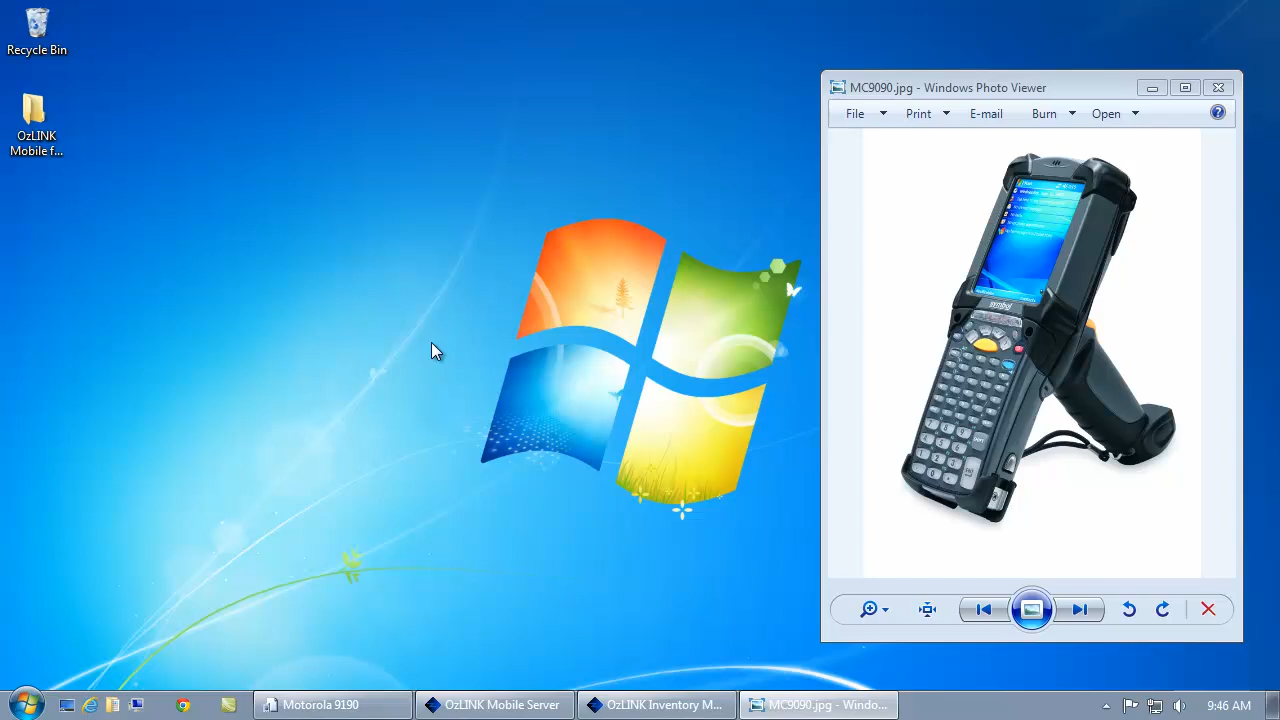 Recycle Bin
OzLINK
Mobile f...
MC9090.jpg - Windows Photo Viewer
File
Print
E-mail
Burn
Open
symbol
Motorola 9190
OzLINK Mobile Server
OzLINK Inventory M...
MC9090.jpg - Windo...
9:46 AM